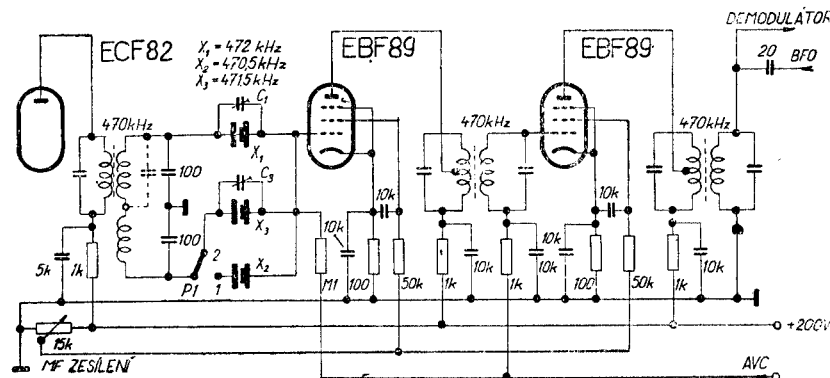 DEMODULÁTOR
ECF82
X₁ = 472 kHz
X₂ = 470,5 kHz
X₃ = 471,5 kHz
EBF89
EBF89
20
BFO
C₁
470kHz
470kHz
470kHz
100
X₁
C₃
10k
10k
100
X₃
10k
2
10k
5k
1k
P1
1
X₂
M1
100
50k
1k
10k
1k
10k
100
50k
1k
10k
+200V
15k
MF ZESÍLENÍ
AVC